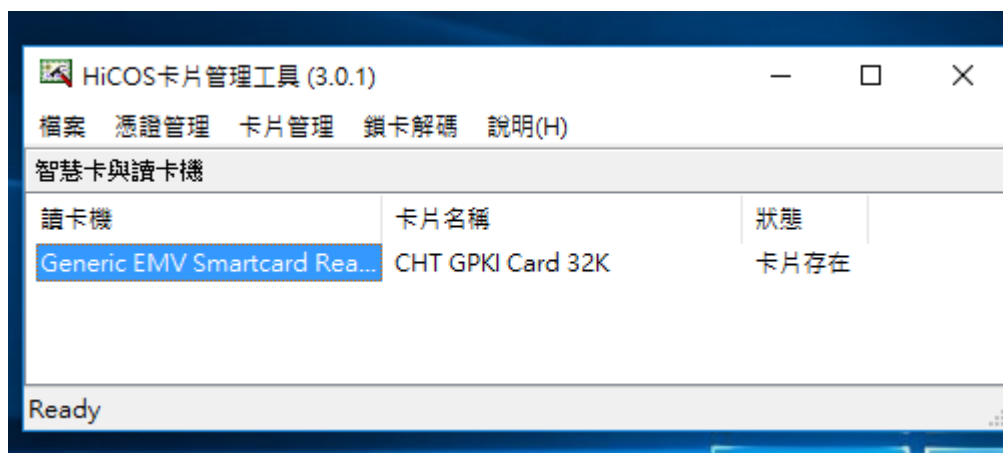 HiCOS卡片管理工具 (3.0.1)
檔案 憑證管理 卡片管理 鎖卡解碼 說明(H)
智慧卡與讀卡機
讀卡機 卡片名稱 狀態
Generic EMV Smartcard Rea... CHT GPKI Card 32K 卡片存在
Ready